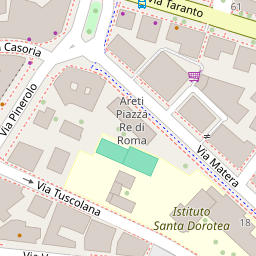 Via Taranto
61
Casoria
Via Pinerolo
Areti
Piazza
Re di
Roma
Via Matera
Via Tuscolana
Istituto
Santa Dorotea
18